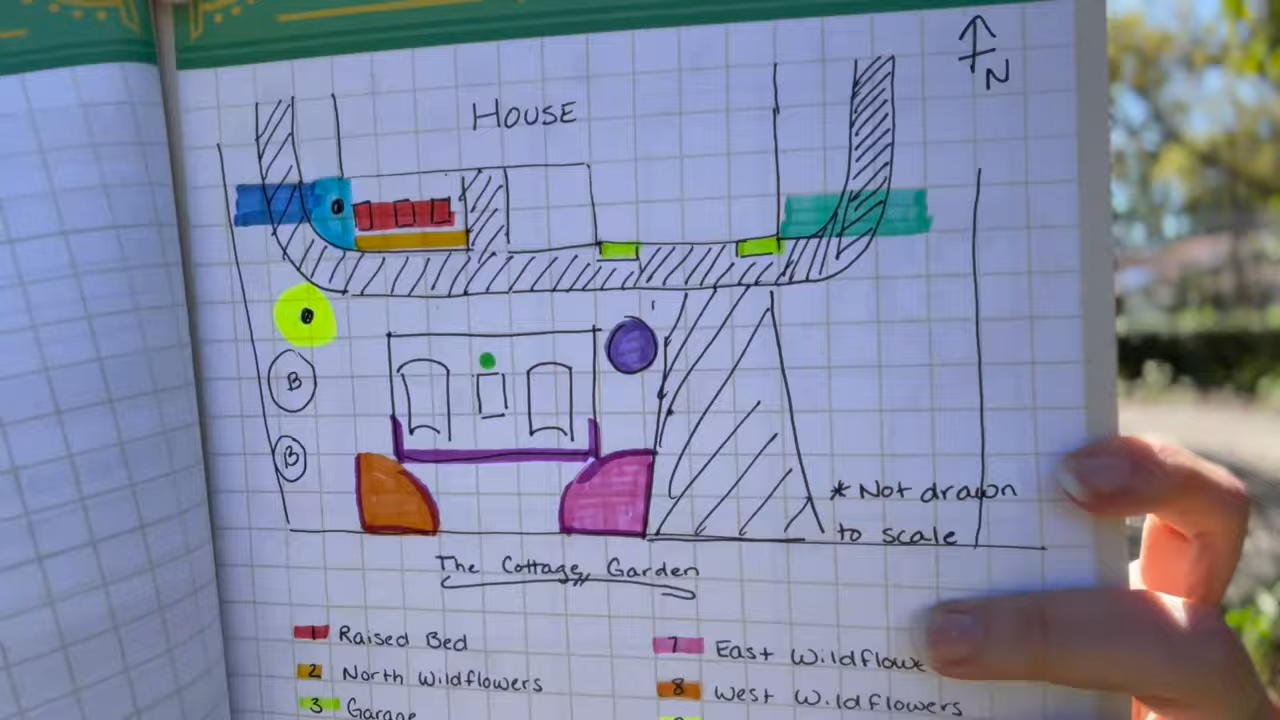 N
HOUSE
B
B
* Not drawn
to scale
The Cottage Garden
1 Raised Bed
2 North Wildflowers
3 Garage
7 East Wildflowe
8 West Wildflowers